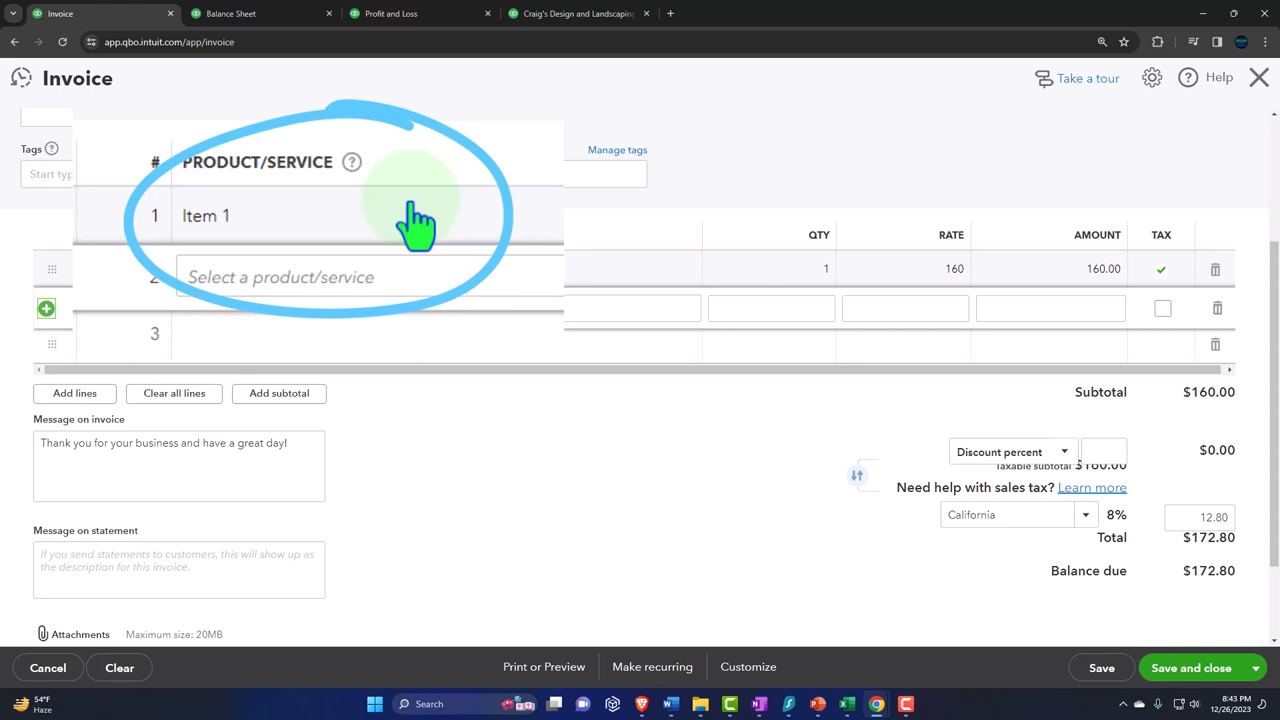 Invoice
Balance Sheet
Profit and Loss
Craig's Design and Landscaping
app.qbo.intuit.com/app/invoice
Invoice
Take a tour
Help
Tags
Manage tags
Start typ
# PRODUCT/SERVICE
QTY RATE AMOUNT TAX
1 Item 1
1 160 160.00
2 Select a product/service
3
Add lines Clear all lines Add subtotal
Subtotal $160.00
Message on invoice
Thank you for your business and have a great day!
Discount percent $0.00
Taxable subtotal $160.00
Need help with sales tax? Learn more
California 8% 12.80
Message on statement
Total $172.80
If you send statements to customers, this will show up as
the description for this invoice.
Balance due $172.80
Attachments Maximum size: 20MB
Cancel Clear Print or Preview Make recurring Customize Save Save and close
54°F
Haze
Search
8:43 PM
12/26/2023